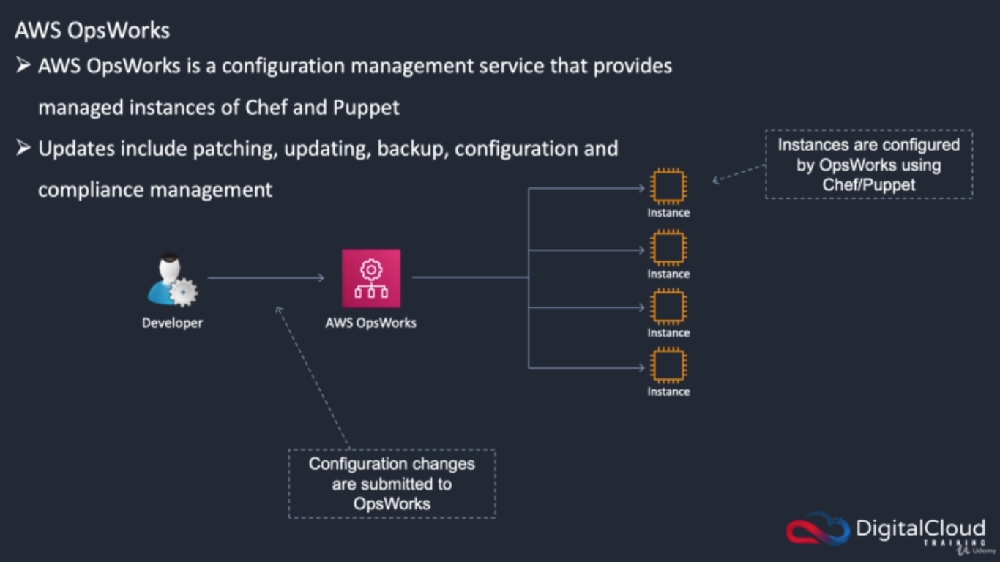 AWS OpsWorks
➢ AWS OpsWorks is a configuration management service that provides
managed instances of Chef and Puppet
➢ Updates include patching, updating, backup, configuration and
compliance management
Instances are configured
by OpsWorks using
Chef/Puppet
Instance
Instance
Instance
Instance
Developer
AWS OpsWorks
Configuration changes
are submitted to
OpsWorks
DigitalCloud
TRAINING
Udemy